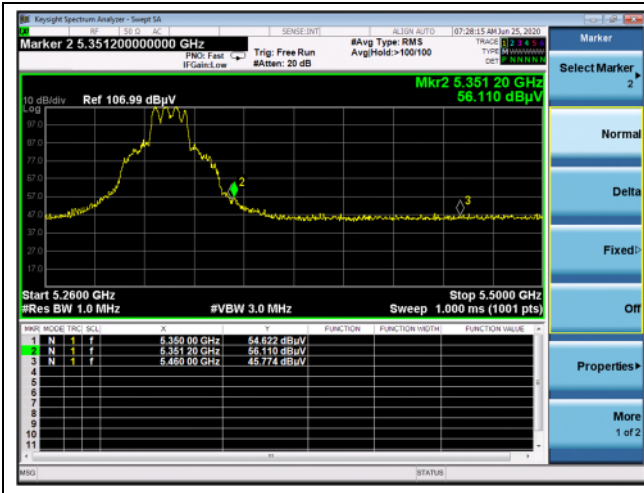 Keysight Spectrum Analyzer - Swept SA
RF 50 Ω AC SENSE:INT ALIGN AUTO 07:28:15 AM Jun 25, 2020
Marker 2 5.351200000000 GHz
PNO: Fast
IFGain:Low
Trig: Free Run
#Atten: 20 dB
#Avg Type: RMS
Avg|Hold:>100/100
TRACE 1 2 3 4 5 6
TYPE M WWWWW
DET P N N N N N
Mkr2 5.351 20 GHz
56.110 dBµV
10 dB/div Ref 106.99 dBµV
Log
97.0
87.0
77.0
67.0
57.0
47.0
37.0
27.0
17.0
2
3
Start 5.2600 GHz
Stop 5.5000 GHz
#Res BW 1.0 MHz
#VBW 3.0 MHz
Sweep 1.000 ms (1001 pts)
MKR MODE TRC SCL X Y FUNCTION FUNCTION WIDTH FUNCTION VALUE
1 N 1 f 5.350 00 GHz 54.622 dBµV
2 N 1 f 5.351 20 GHz 56.110 dBµV
3 N 1 f 5.460 00 GHz 45.774 dBµV
4
5
6
7
8
9
10
11
MSG
STATUS
Marker
Select Marker
2
Normal
Delta
Fixed
Off
Properties
More
1 of 2